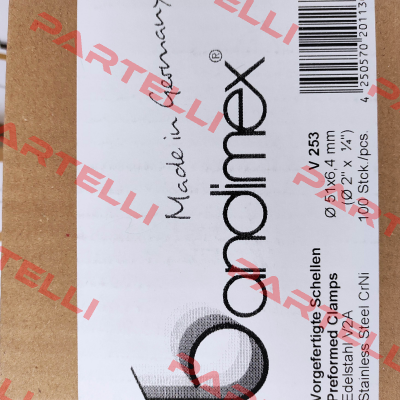 Made in Germany
bandimex®
Vorgefertigte Schellen V 253
Preformed Clamps Ø 51x6,4 mm
Edelstahl V2A (Ø 2" x ¼")
Stainless Steel CrNi 100 Stck./pcs.
4 250570 20113
PARTELLI
PARTELLI
PARTELLI
PARTELLI